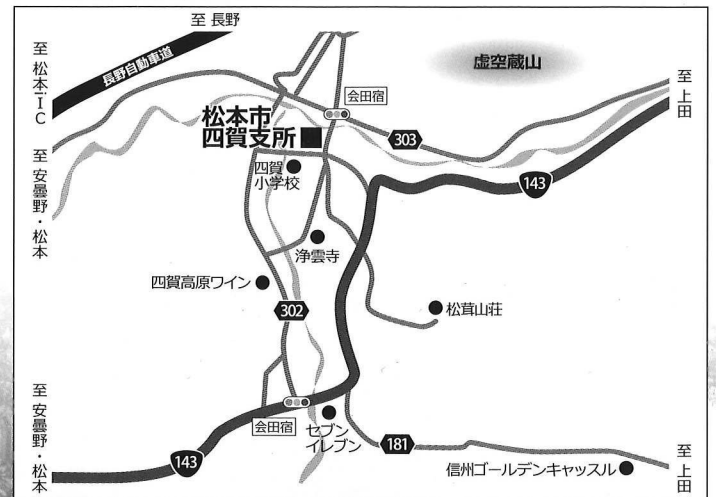 至 長野
至 松本IC
長野自動車道
虚空蔵山
至 上田
会田宿
松本市
四賀支所
303
至 安曇野・松本
四賀
小学校
143
浄雲寺
四賀高原ワイン
302
松茸山荘
至 安曇野・松本
会田宿
セブン
イレブン
181
143
信州ゴールデンキャッスル
至 上田